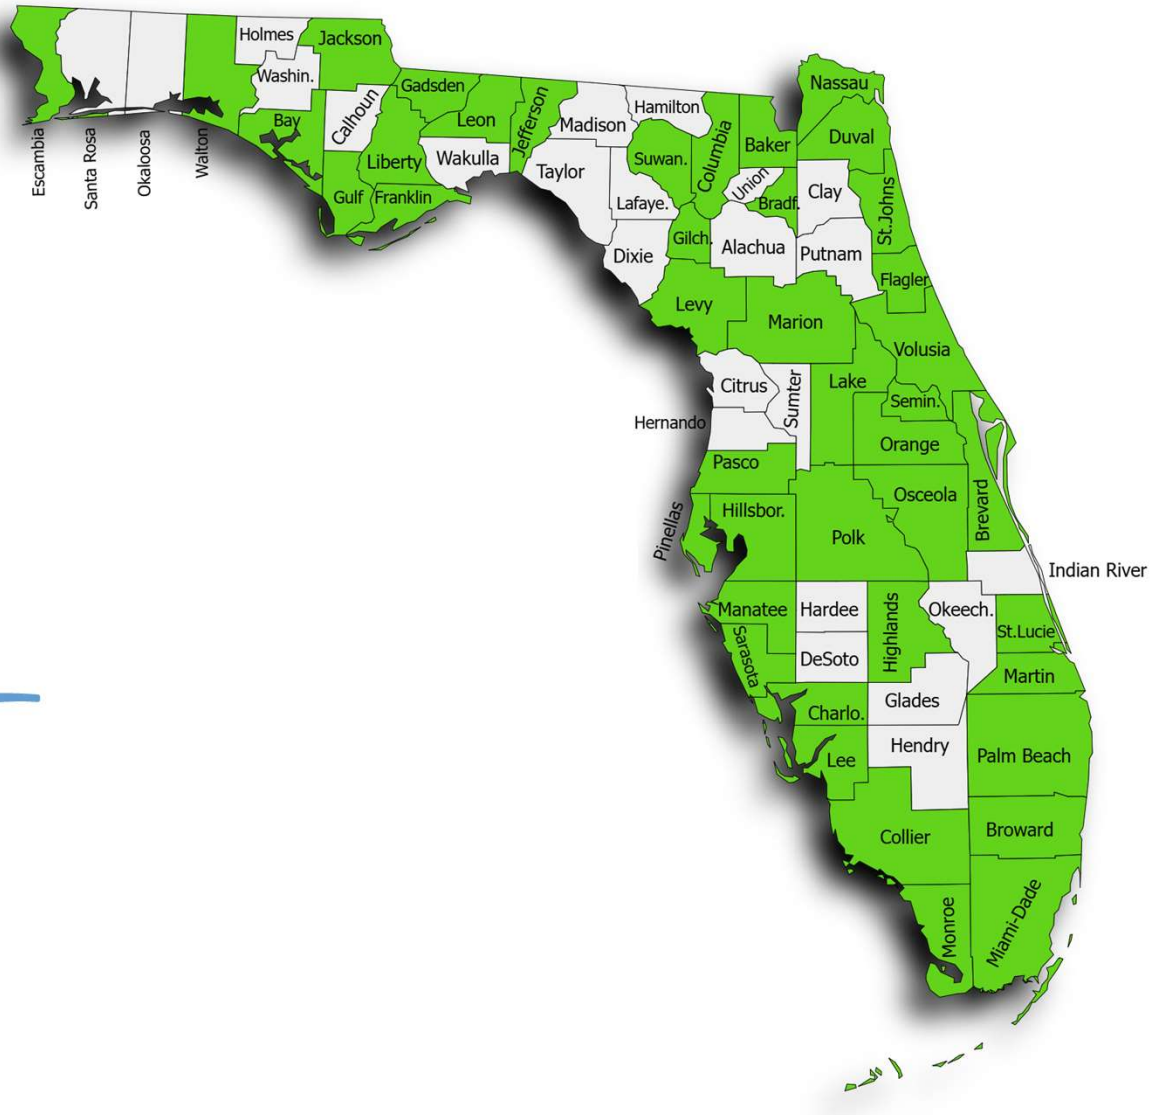 Escambia
Santa Rosa
Okaloosa
Walton
Holmes
Washin.
Jackson
Bay
Calhoun
Gulf
Liberty
Franklin
Gadsden
Leon
Wakulla
Jefferson
Madison
Taylor
Hamilton
Suwan.
Lafaye.
Dixie
Columbia
Gilch.
Baker
Union
Bradf.
Alachua
Nassau
Duval
Clay
St.Johns
Putnam
Flagler
Levy
Marion
Volusia
Citrus
Sumter
Lake
Semin.
Hernando
Orange
Pasco
Osceola
Brevard
Pinellas
Hillsbor.
Polk
Indian River
Manatee
Hardee
Highlands
Okeech.
St.Lucie
Sarasota
DeSoto
Martin
Charlo.
Glades
Lee
Hendry
Palm Beach
Collier
Broward
Monroe
Miami-Dade